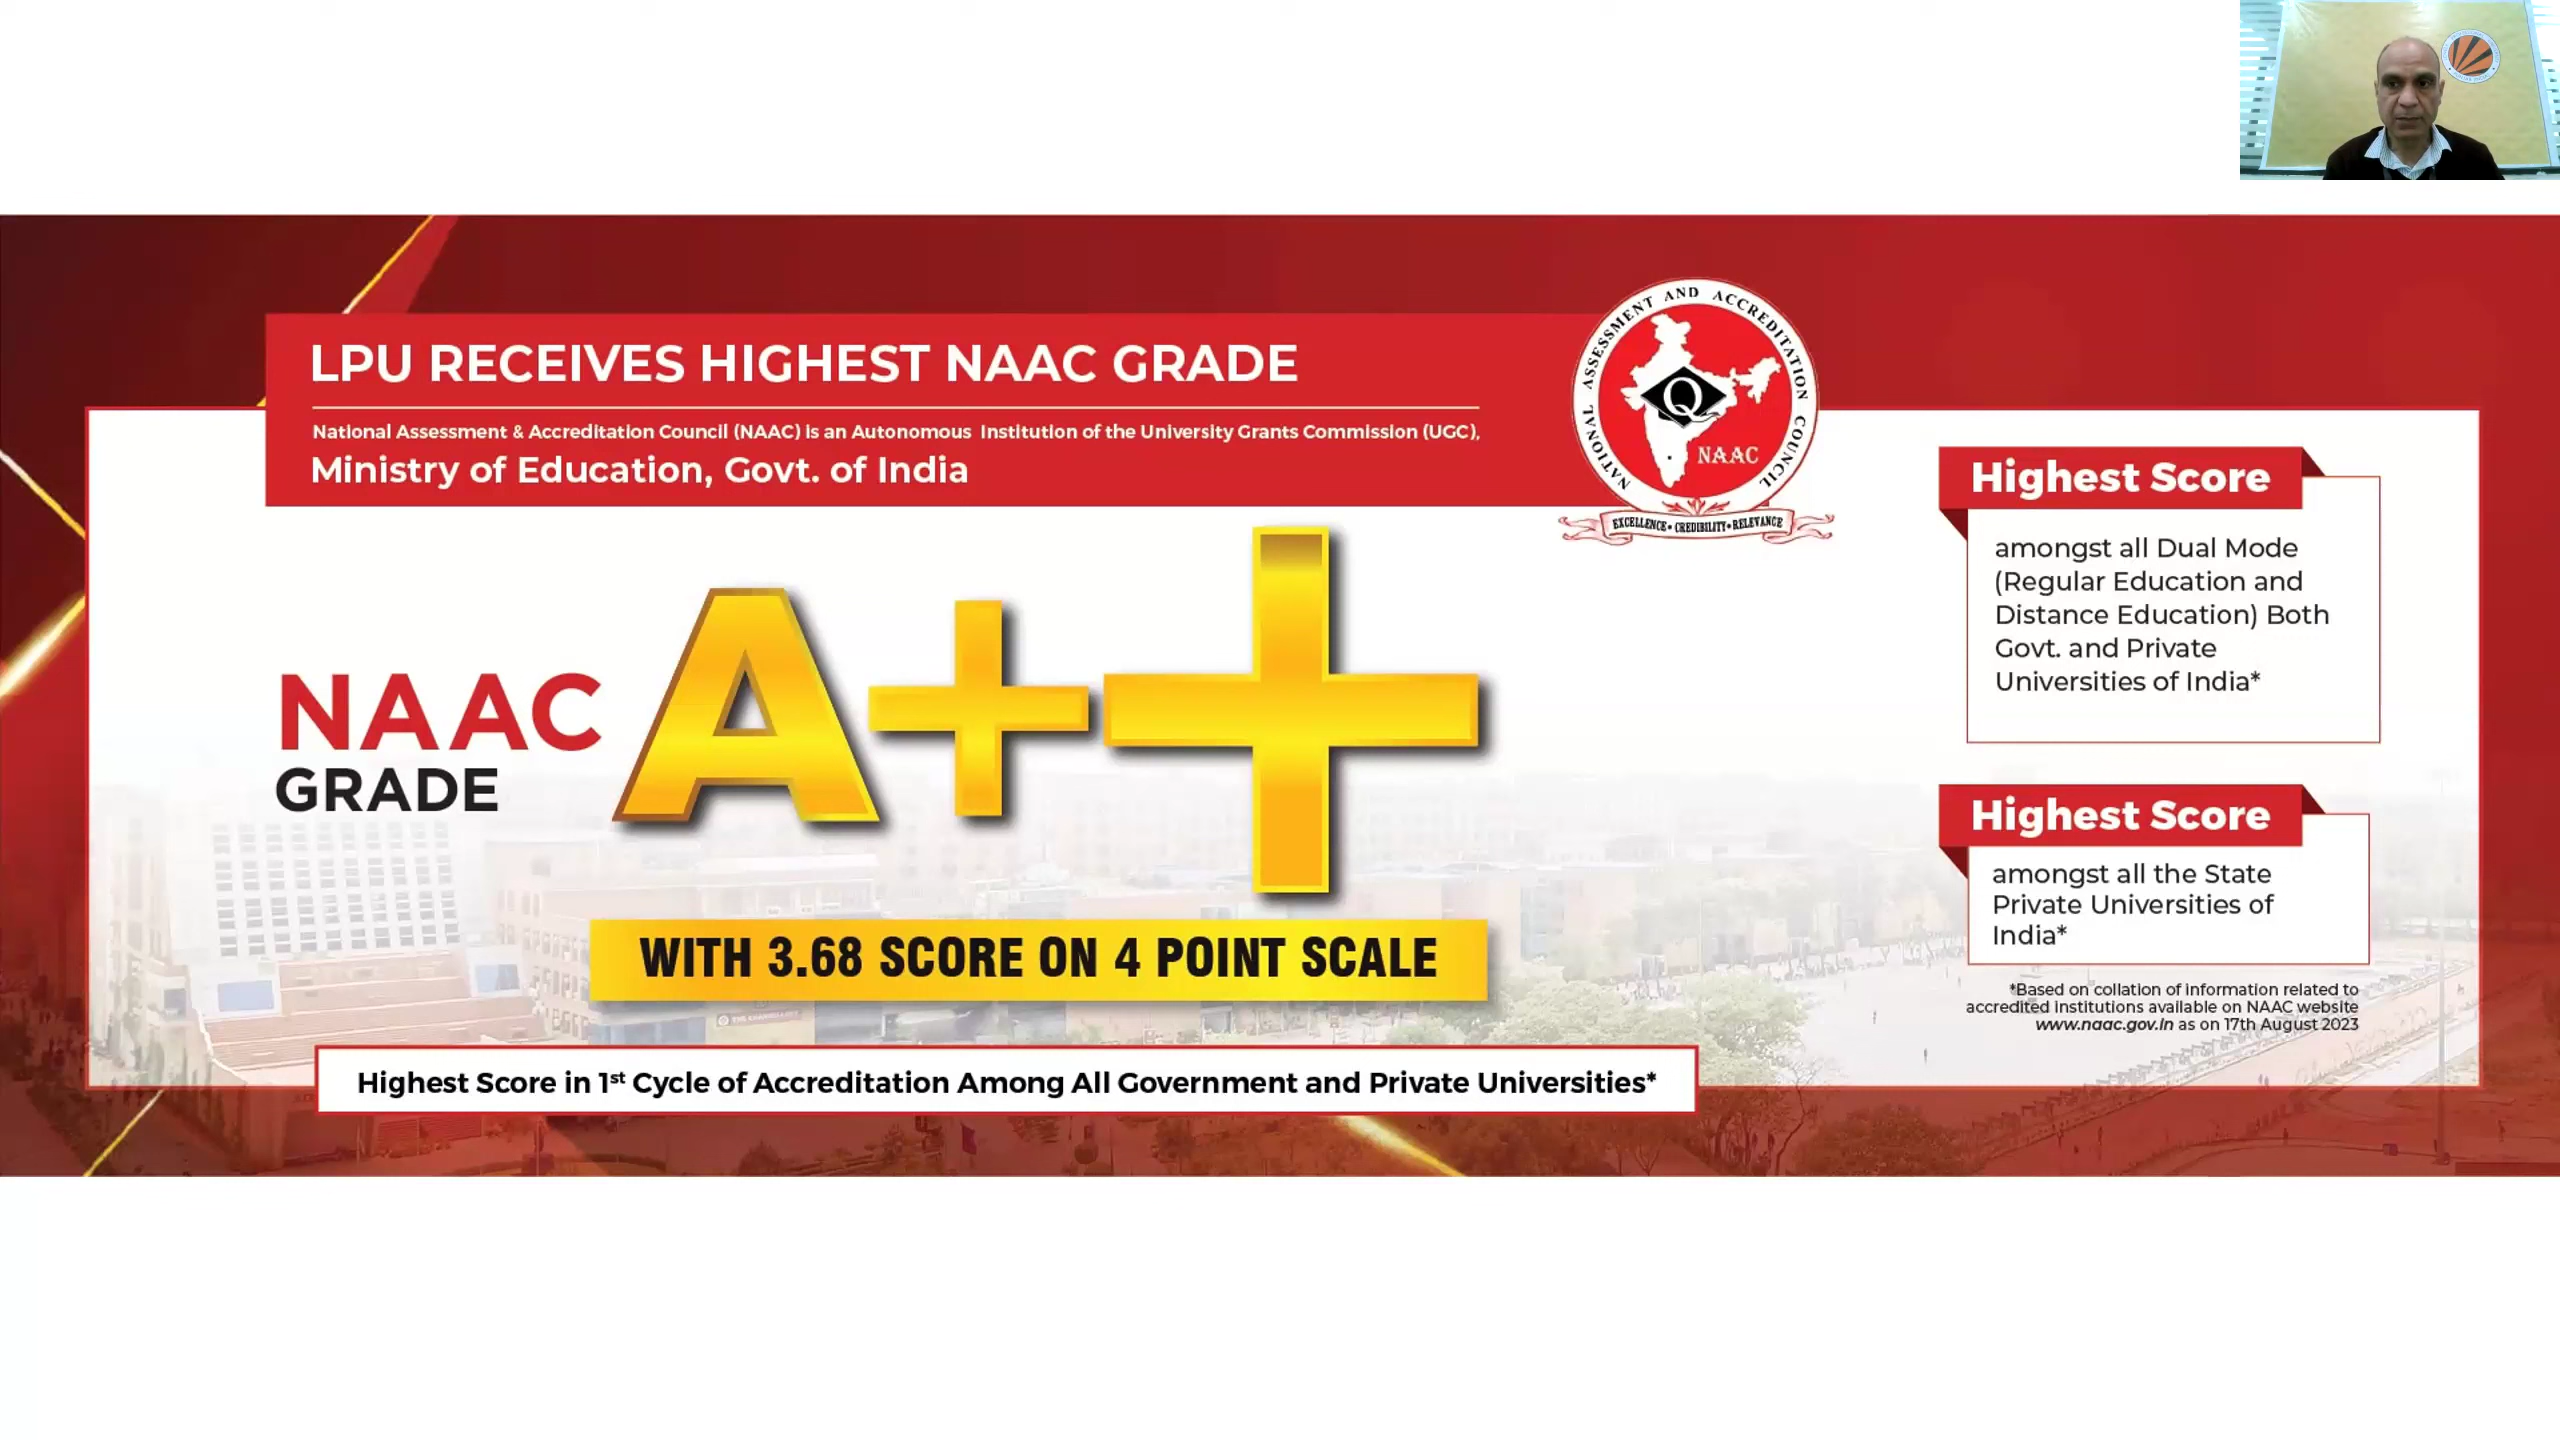 LPU RECEIVES HIGHEST NAAC GRADE
National Assessment & Accreditation Council (NAAC) is an Autonomous Institution of the University Grants Commission (UGC),
Ministry of Education, Govt. of India
NATIONAL ASSESSMENT AND ACCREDITATION COUNCIL
Q
NAAC
EXCELLENCE • CREDIBILITY • RELEVANCE
NAAC
GRADE
A++
WITH 3.68 SCORE ON 4 POINT SCALE
Highest Score in 1st Cycle of Accreditation Among All Government and Private Universities*
Highest Score
amongst all Dual Mode
(Regular Education and
Distance Education) Both
Govt. and Private
Universities of India*
Highest Score
amongst all the State
Private Universities of
India*
*Based on collation of information related to
accredited institutions available on NAAC website
www.naac.gov.in as on 17th August 2023